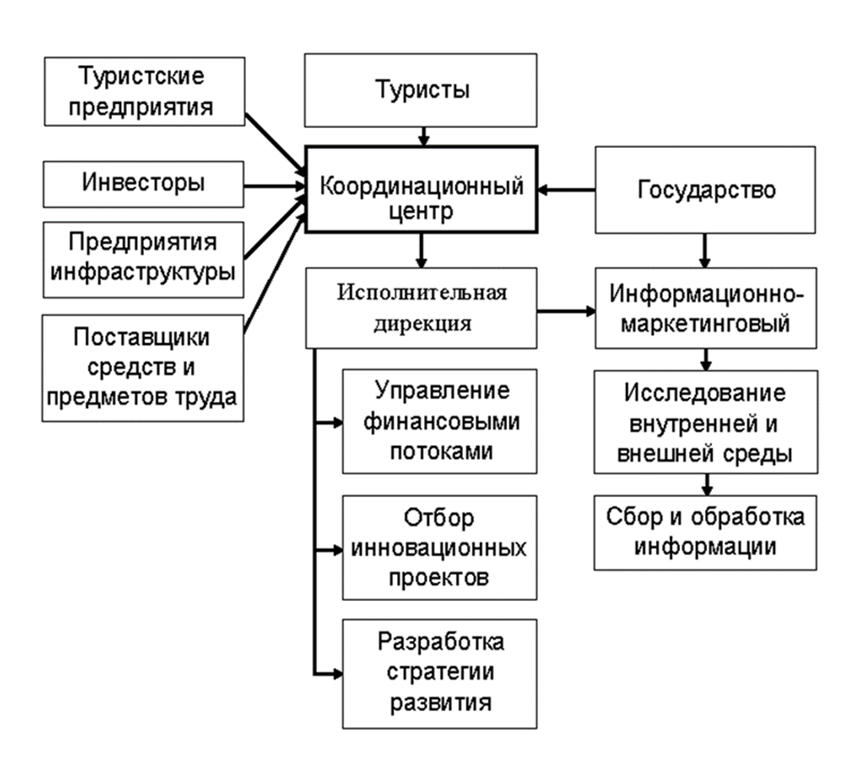 Туристские
предприятия
Туристы
Инвесторы
Координационный
центр
Государство
Предприятия
инфраструктуры
Исполнительная
дирекция
Информационно-
маркетинговый
Поставщики
средств и
предметов труда
Управление
финансовыми
потоками
Исследование
внутренней и
внешней среды
Отбор
инновационных
проектов
Сбор и обработка
информации
Разработка
стратегии
развития